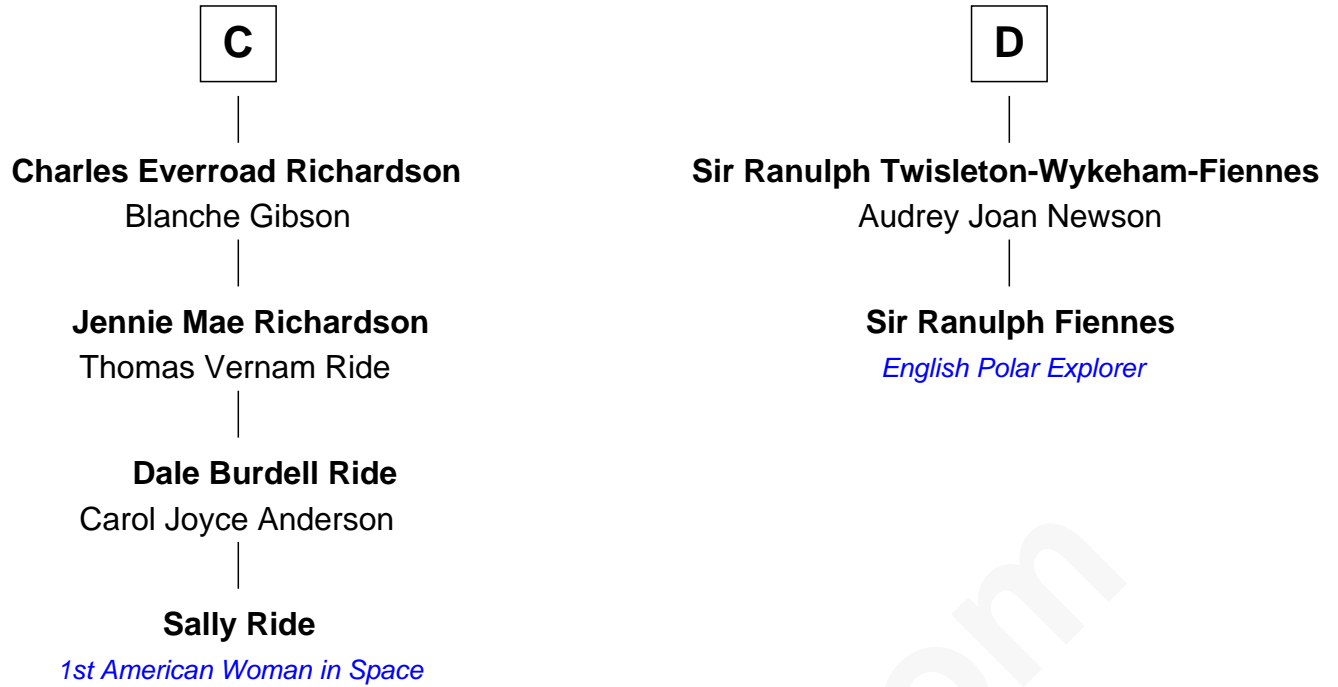 C
Charles Everroad Richardson
Blanche Gibson
Jennie Mae Richardson
Thomas Vernam Ride
Dale Burdell Ride
Carol Joyce Anderson
Sally Ride
1st American Woman in Space
D
Sir Ranulph Twisleton-Wykeham-Fiennes
Audrey Joan Newson
Sir Ranulph Fiennes
English Polar Explorer
om